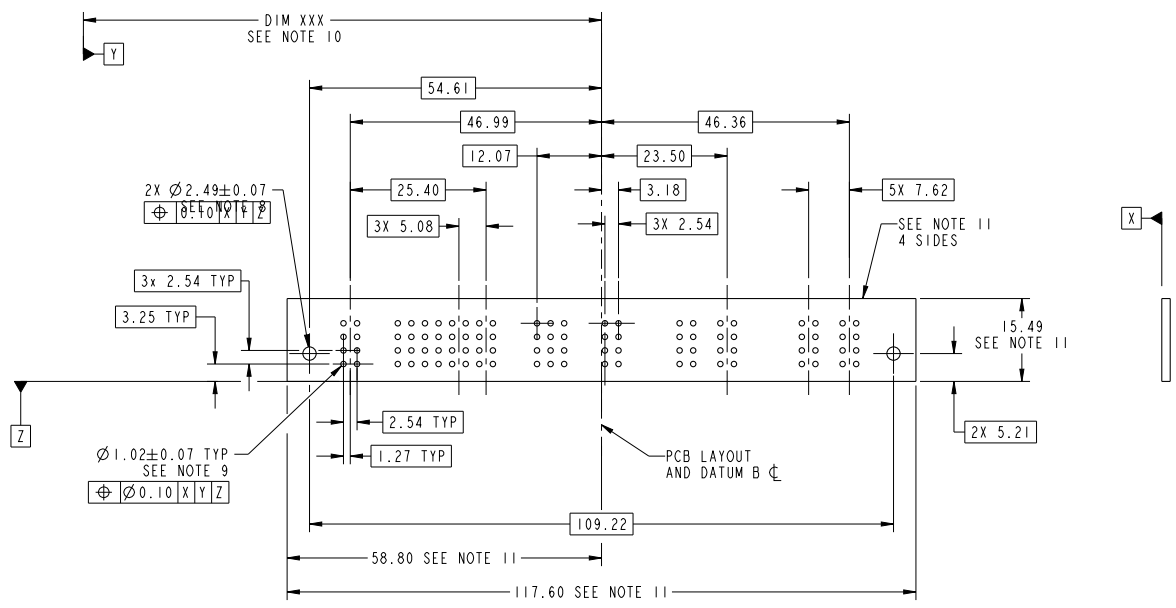 DIM XXX
SEE NOTE 10
Y
54.61
46.99
46.36
12.07
23.50
2X Ø2.49±0.07
SEE NOTE 8
⌖ 0.10 X Y Z
25.40
3.18
5X 7.62
3X 5.08
3X 2.54
SEE NOTE 11
4 SIDES
X
3x 2.54 TYP
3.25 TYP
15.49
SEE NOTE 11
Z
2.54 TYP
2X 5.21
Ø1.02±0.07 TYP
SEE NOTE 9
⌖ Ø0.10 X Y Z
1.27 TYP
PCB LAYOUT
AND DATUM B ℄
109.22
58.80 SEE NOTE 11
117.60 SEE NOTE 11